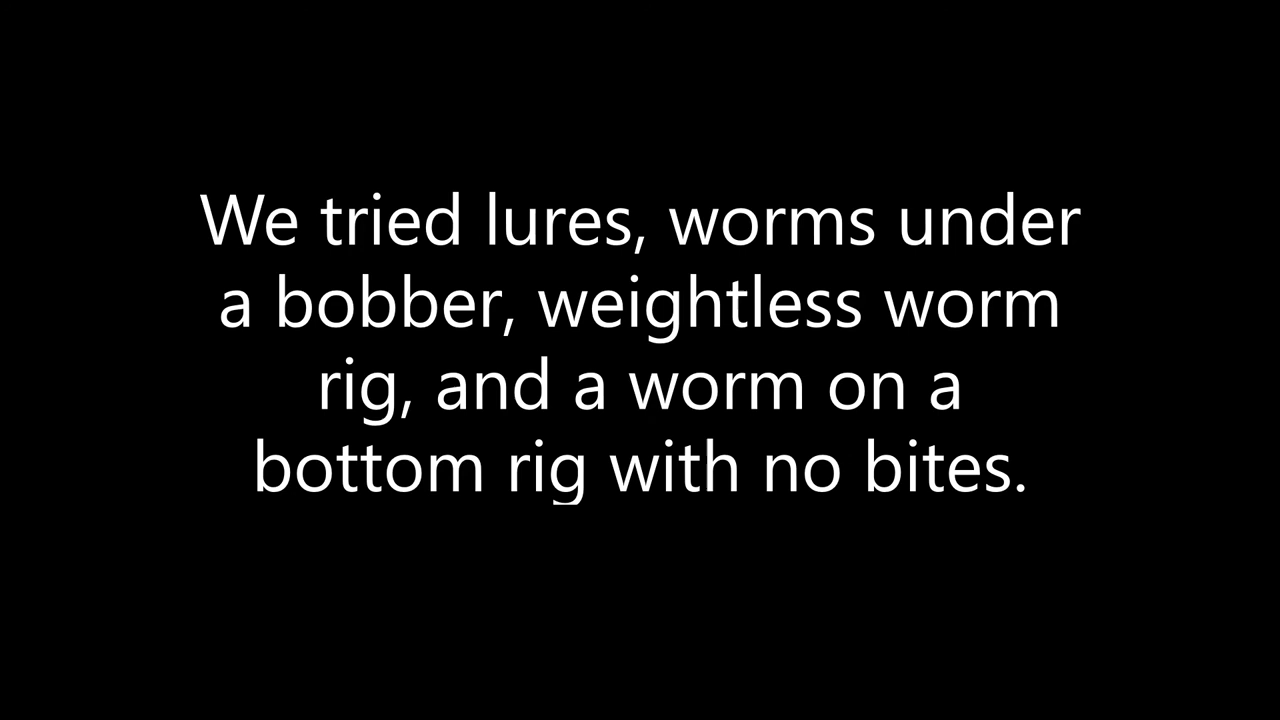 We tried lures, worms under
a bobber, weightless worm
rig, and a worm on a
bottom rig with no bites.